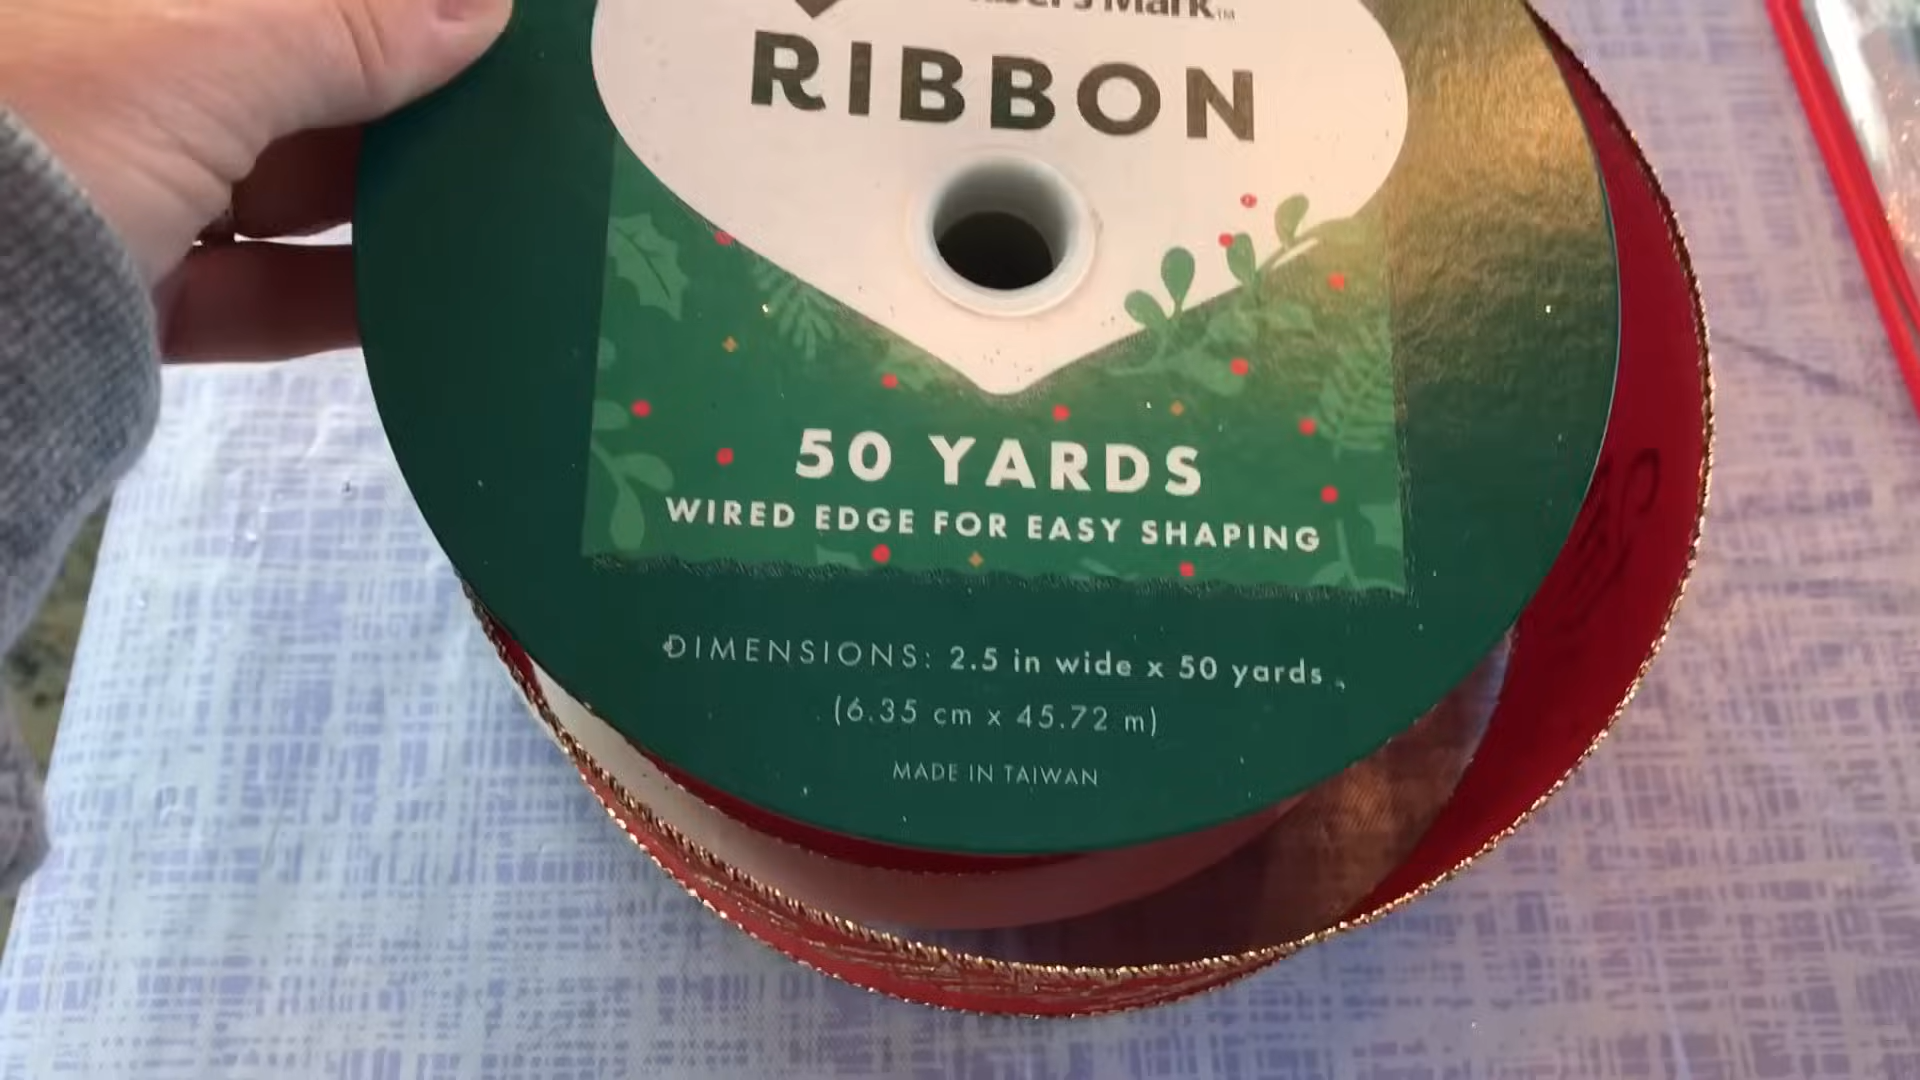 Mark™
RIBBON
50 YARDS
WIRED EDGE FOR EASY SHAPING
DIMENSIONS: 2.5 in wide x 50 yards
(6.35 cm x 45.72 m)
MADE IN TAIWAN